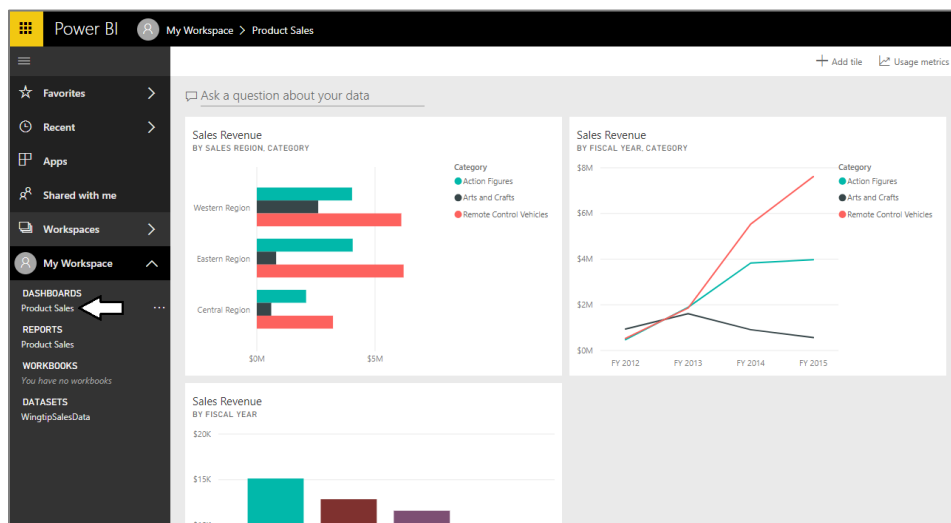 Power BI
My Workspace > Product Sales
Add tile
Usage metrics
Favorites
Recent
Apps
Shared with me
Workspaces
My Workspace
DASHBOARDS
Product Sales
REPORTS
Product Sales
WORKBOOKS
You have no workbooks
DATASETS
WingtipSalesData
Ask a question about your data
Sales Revenue
BY SALES REGION, CATEGORY
Category
Action Figures
Arts and Crafts
Remote Control Vehicles
Western Region
Eastern Region
Central Region
$0M
$5M
Sales Revenue
BY FISCAL YEAR, CATEGORY
Category
Action Figures
Arts and Crafts
Remote Control Vehicles
$8M
$6M
$4M
$2M
$0M
FY 2012
FY 2013
FY 2014
FY 2015
Sales Revenue
BY FISCAL YEAR
$20K
$15K